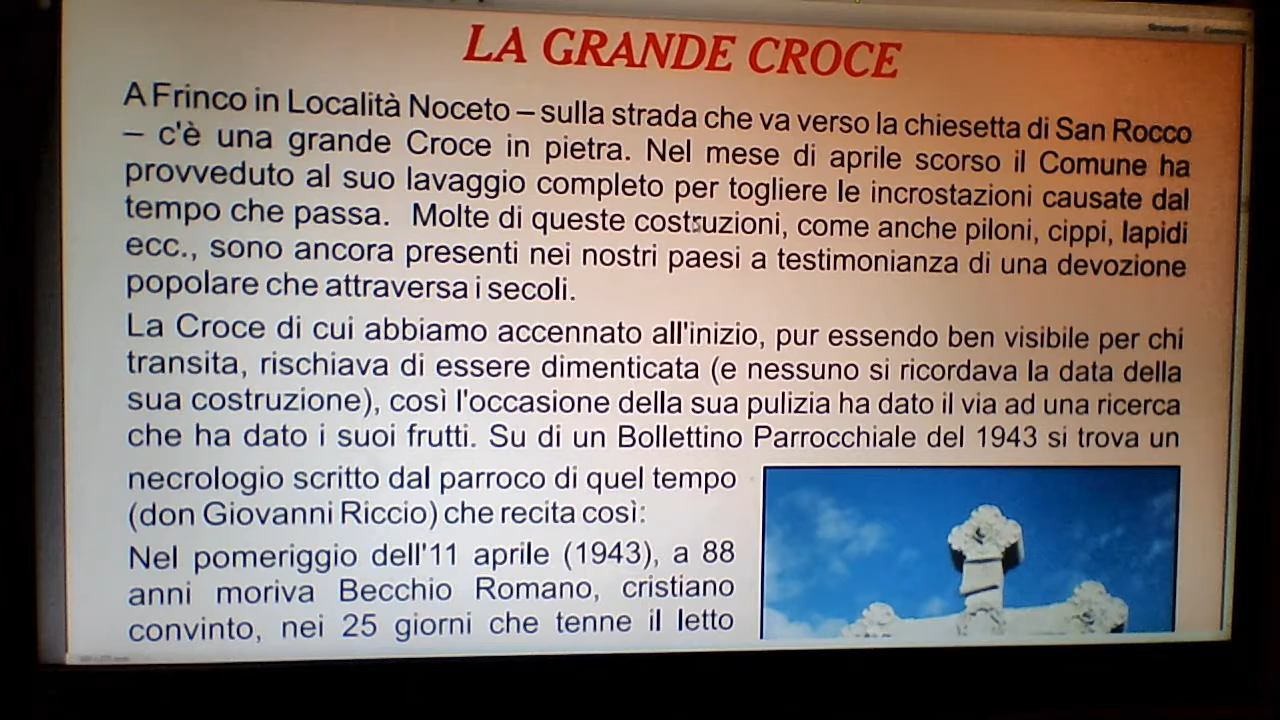 LA GRANDE CROCE
A Frinco in Località Noceto – sulla strada che va verso la chiesetta di San Rocco
– c'è una grande Croce in pietra. Nel mese di aprile scorso il Comune ha
provveduto al suo lavaggio completo per togliere le incrostazioni causate dal
tempo che passa. Molte di queste costruzioni, come anche piloni, cippi, lapidi
ecc., sono ancora presenti nei nostri paesi a testimonianza di una devozione
popolare che attraversa i secoli.
La Croce di cui abbiamo accennato all'inizio, pur essendo ben visibile per chi
transita, rischiava di essere dimenticata (e nessuno si ricordava la data della
sua costruzione), così l'occasione della sua pulizia ha dato il via ad una ricerca
che ha dato i suoi frutti. Su di un Bollettino Parrocchiale del 1943 si trova un
necrologio scritto dal parroco di quel tempo
(don Giovanni Riccio) che recita così:
Nel pomeriggio dell'11 aprile (1943), a 88
anni moriva Becchio Romano, cristiano
convinto, nei 25 giorni che tenne il letto